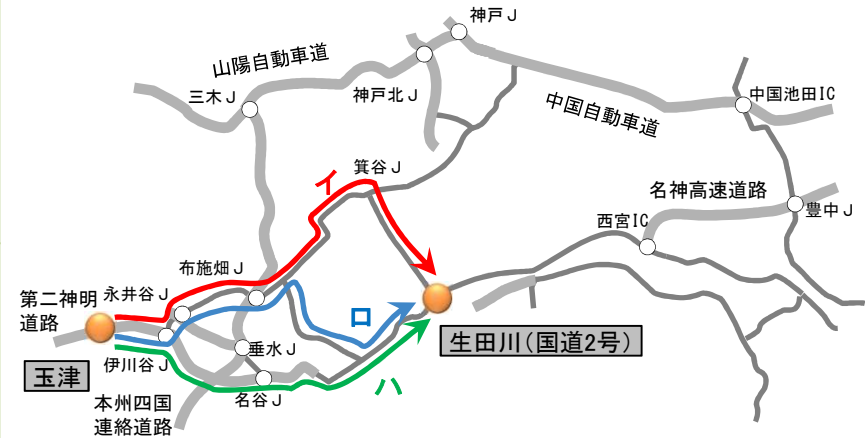 神戸J
山陽自動車道
三木J
神戸北J
中国自動車道
中国池田IC
箕谷J
イ
名神高速道路
豊中J
西宮IC
布施畑J
永井谷J
第二神明
道路
ロ
生田川(国道2号)
玉津
伊川谷J
垂水J
名谷J
ハ
本州四国
連絡道路